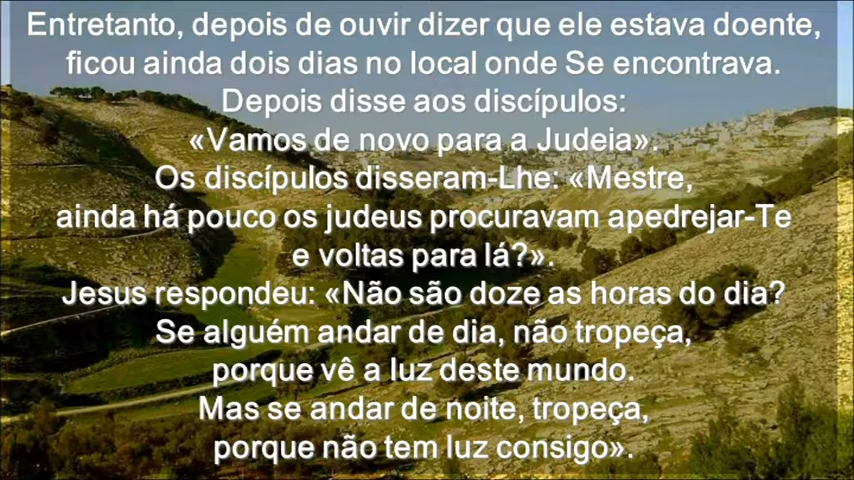 Entretanto, depois de ouvir dizer que ele estava doente,
ficou ainda dois dias no local onde Se encontrava.
Depois disse aos discípulos:
«Vamos de novo para a Judeia».
Os discípulos disseram-Lhe: «Mestre,
ainda há pouco os judeus procuravam apedrejar-Te
e voltas para lá?».
Jesus respondeu: «Não são doze as horas do dia?
Se alguém andar de dia, não tropeça,
porque vê a luz deste mundo.
Mas se andar de noite, tropeça,
porque não tem luz consigo».